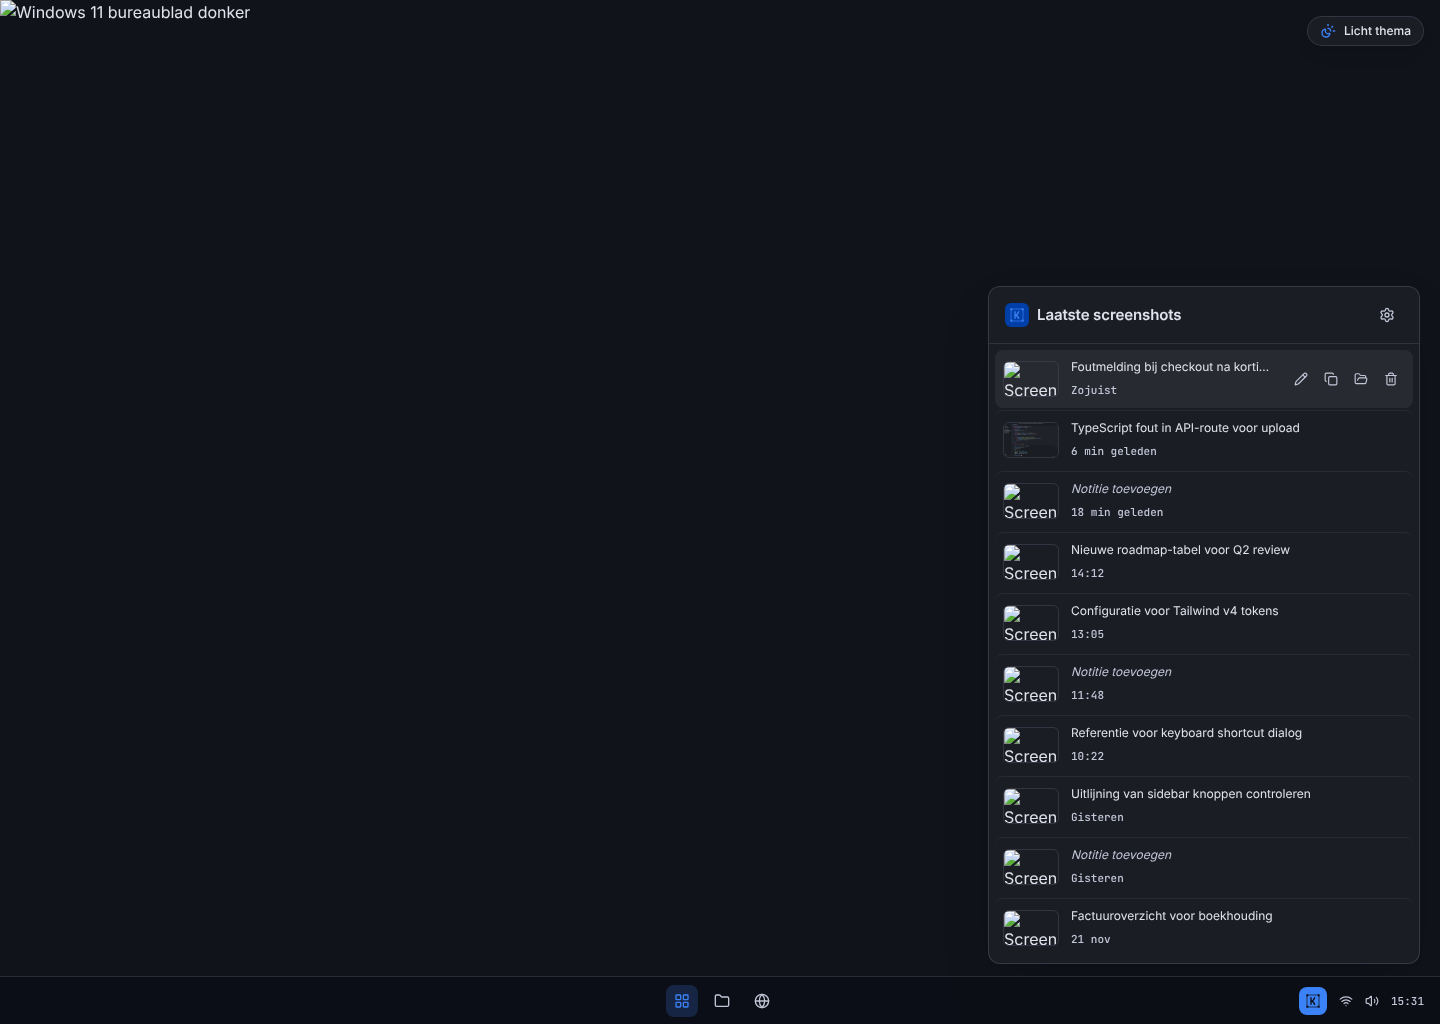 Windows 11 bureaublad donker
Licht thema
K
Laatste screenshots
Screen
Foutmelding bij checkout na korti...
Zojuist
TypeScript fout in API-route voor upload
6 min geleden
Screen
Notitie toevoegen
18 min geleden
Screen
Nieuwe roadmap-tabel voor Q2 review
14:12
Screen
Configuratie voor Tailwind v4 tokens
13:05
Screen
Notitie toevoegen
11:48
Screen
Referentie voor keyboard shortcut dialog
10:22
Screen
Uitlijning van sidebar knoppen controleren
Gisteren
Screen
Notitie toevoegen
Gisteren
Screen
Factuuroverzicht voor boekhouding
21 nov
K
15:31